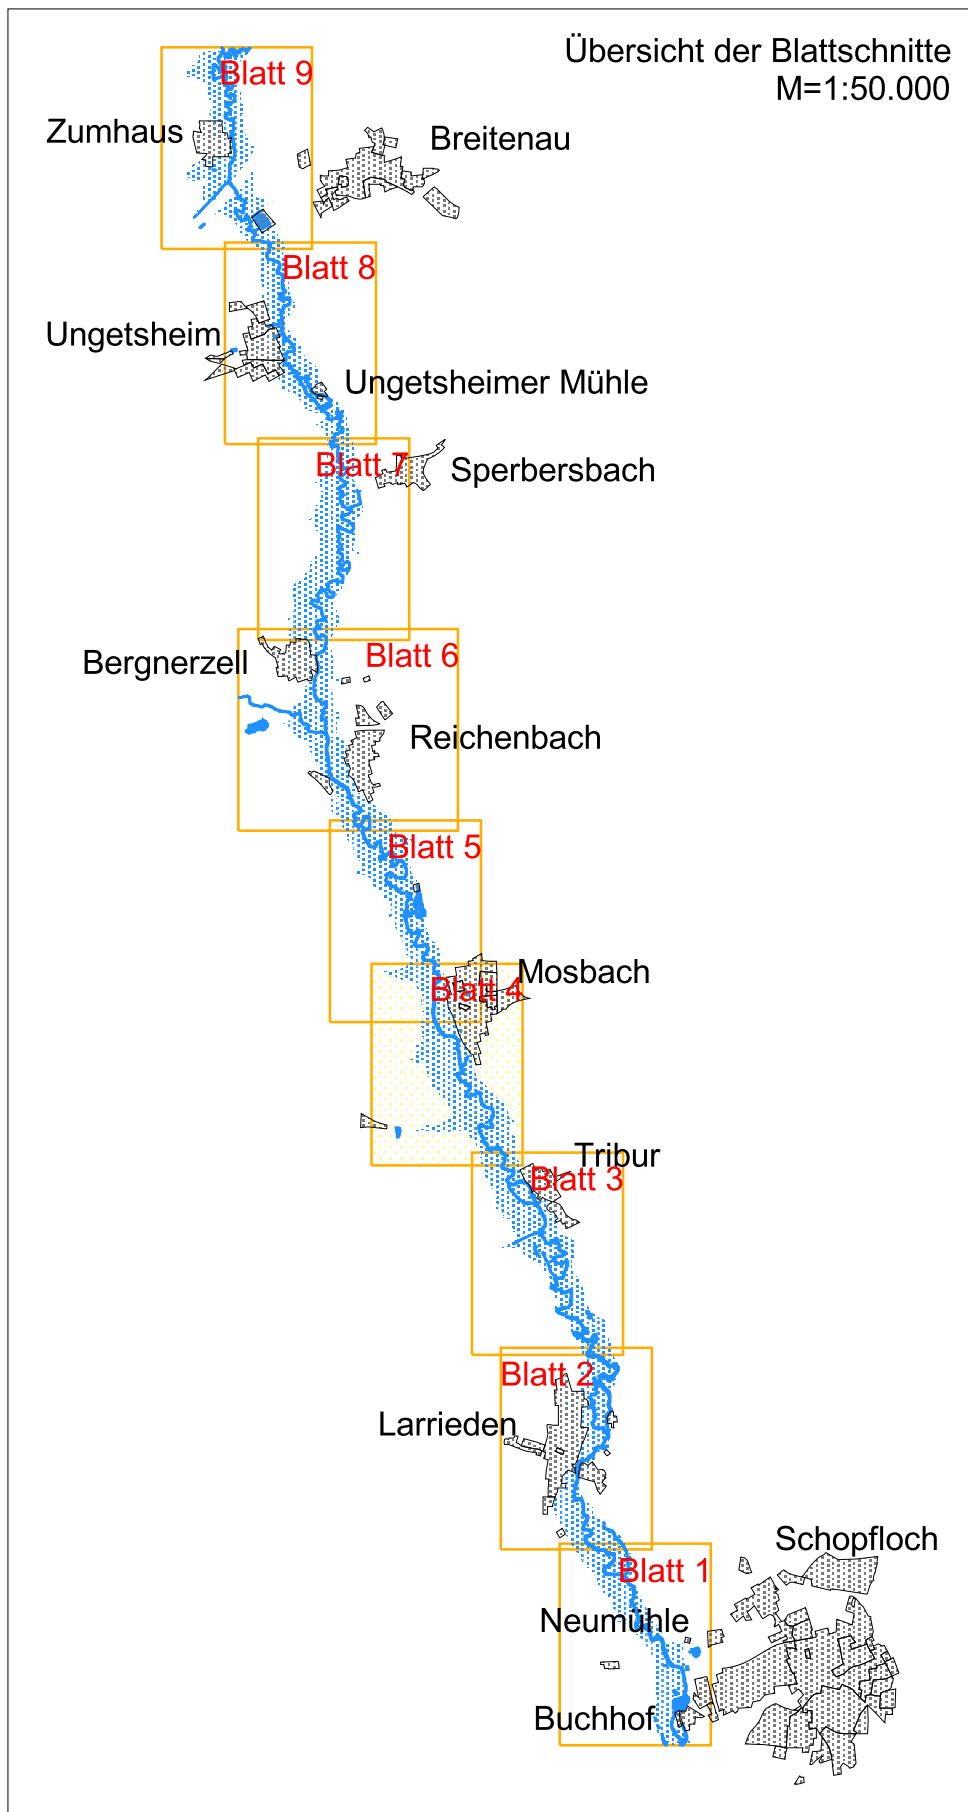 Übersicht der Blattschnitte
M=1:50.000
Blatt 9
Zumhaus
Breitenau
Blatt 8
Ungetsheim
Ungetsheimer Mühle
Blatt 7
Sperbersbach
Blatt 6
Bergnerzell
Reichenbach
Blatt 5
Mosbach
Blatt 4
Tribur
Blatt 3
Blatt 2
Larrieden
Schopfloch
Blatt 1
Neumühle
Buchhof